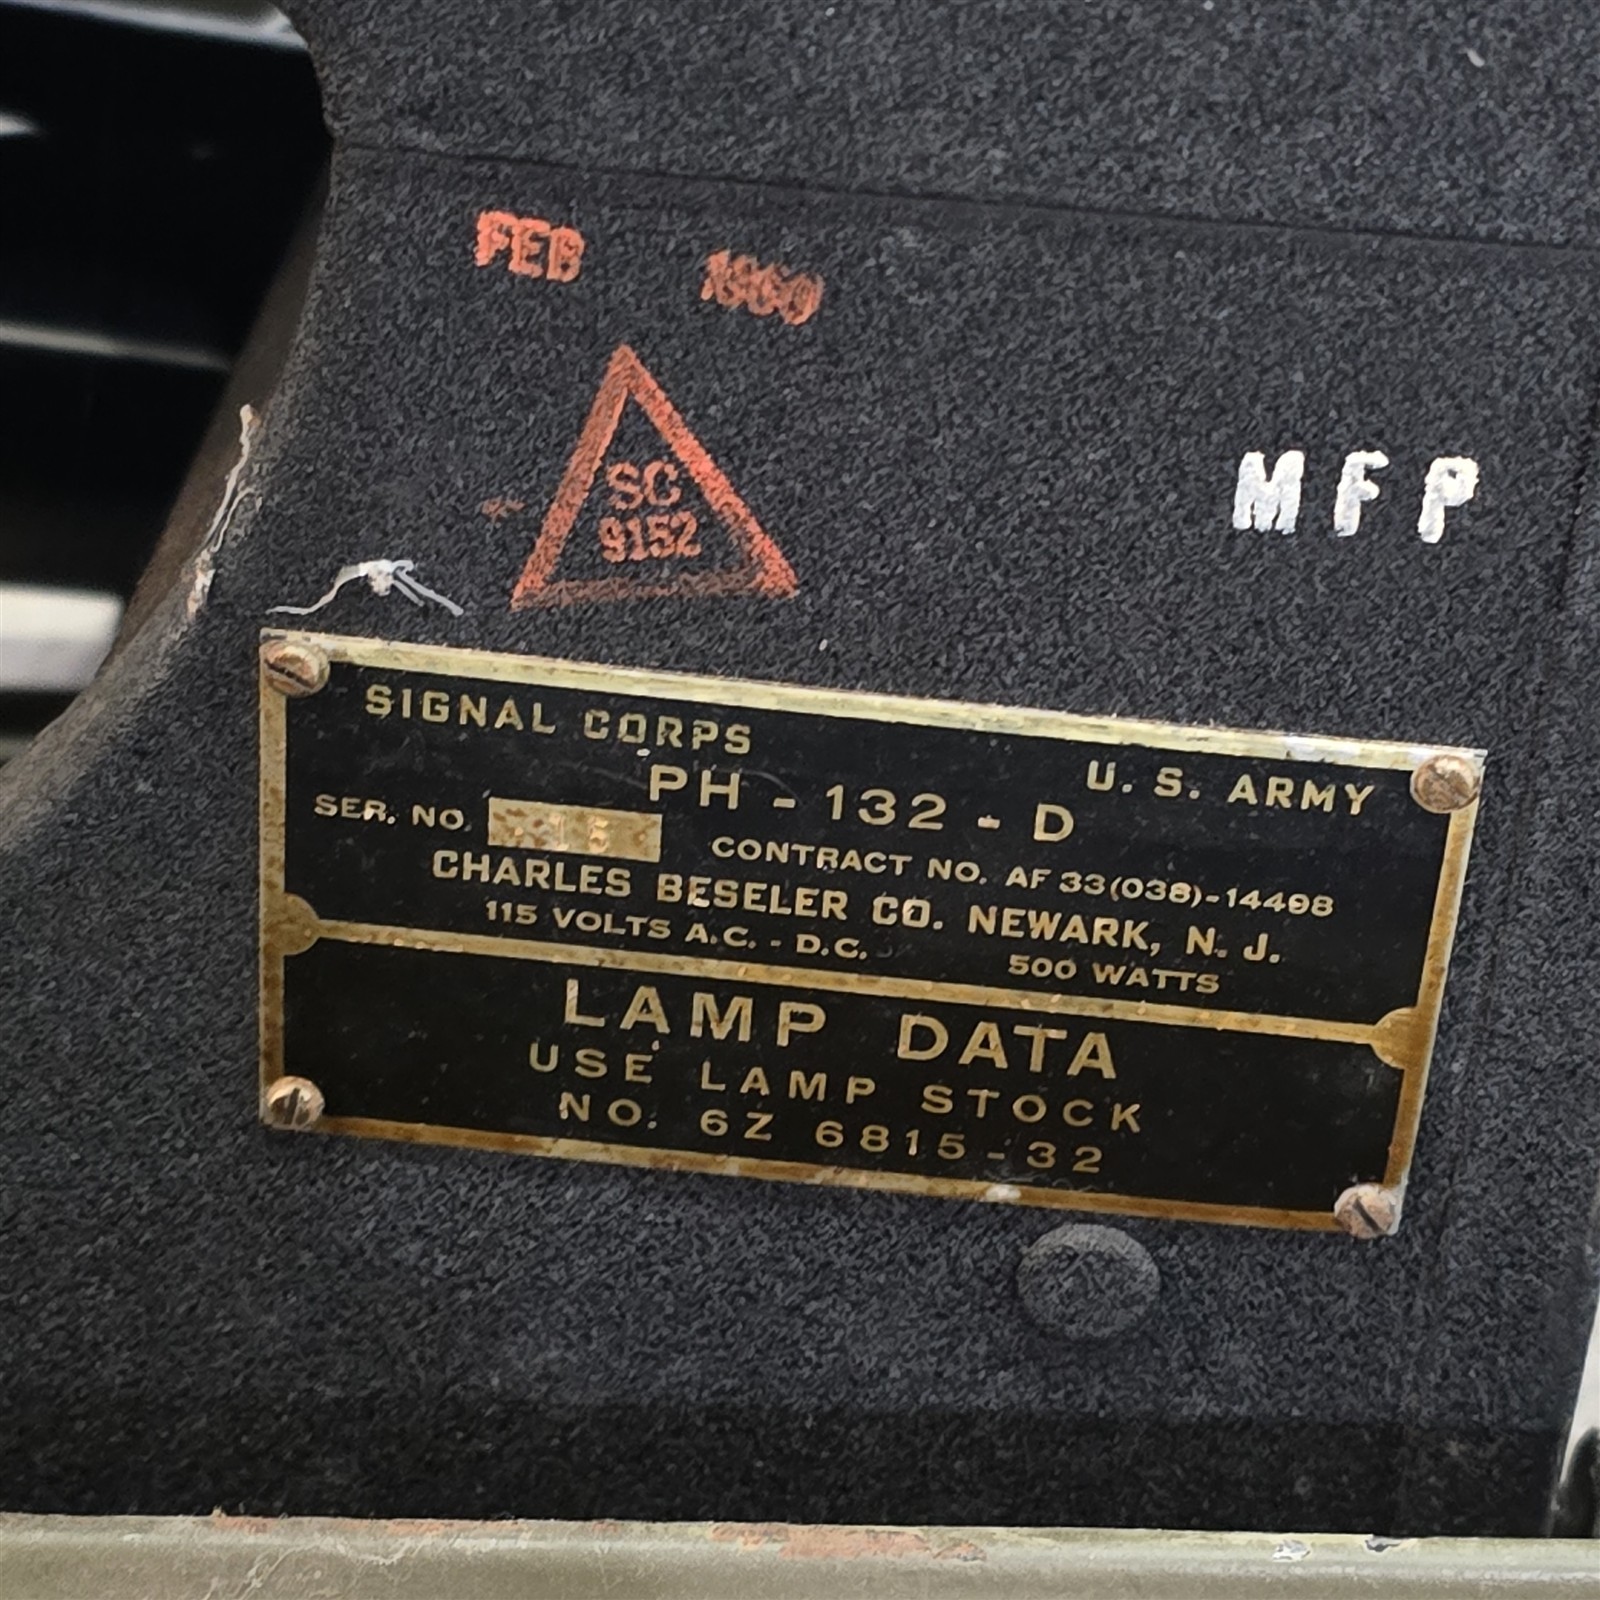 FEB
SC
9152
MFP
SIGNAL CORPS
U. S. ARMY
PH - 132 - D
SER. NO.
CONTRACT NO. AF 33(038)-14498
CHARLES BESELER CO. NEWARK, N. J.
115 VOLTS A.C. - D.C.
500 WATTS
LAMP DATA
USE LAMP STOCK
NO. 6Z 6815-32